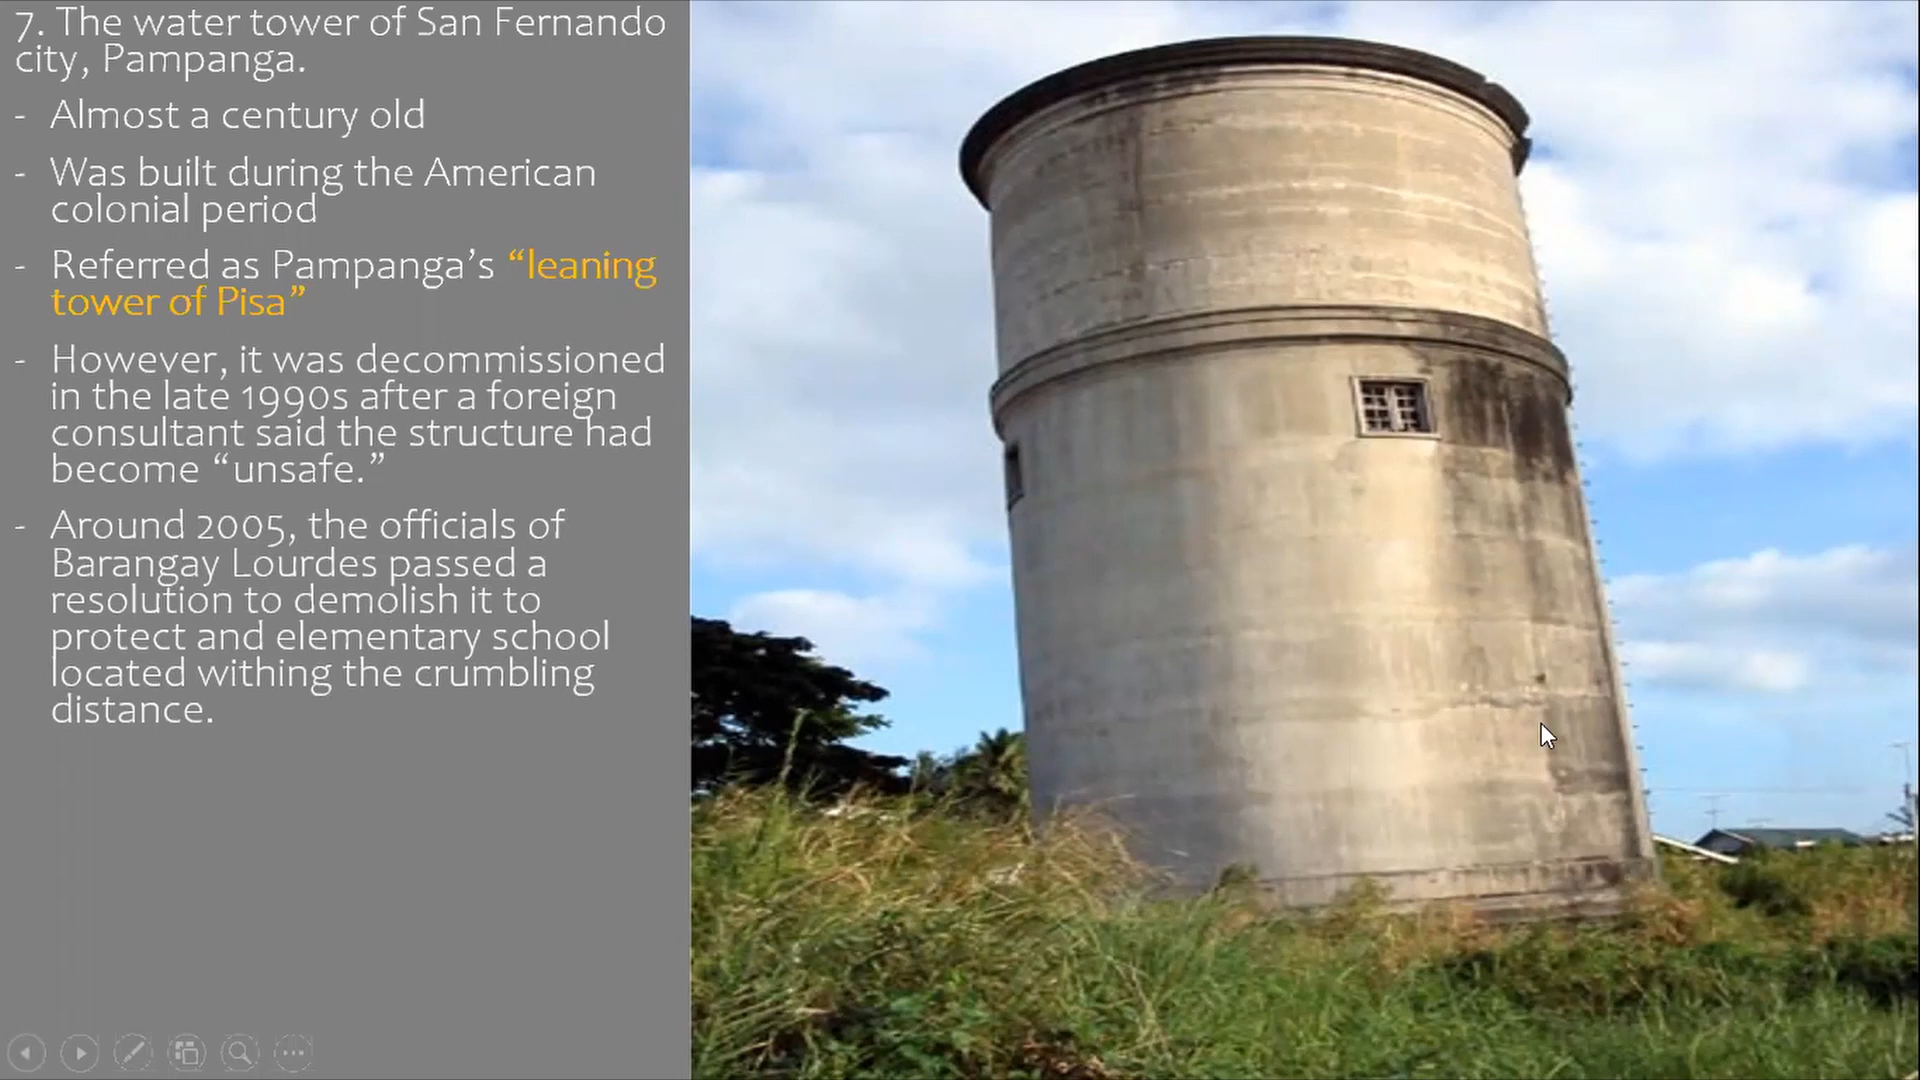 7. The water tower of San Fernando
city, Pampanga.
- Almost a century old
- Was built during the American
colonial period
- Referred as Pampanga’s “leaning
tower of Pisa”
- However, it was decommissioned
in the late 1990s after a foreign
consultant said the structure had
become “unsafe.”
- Around 2005, the officials of
Barangay Lourdes passed a
resolution to demolish it to
protect and elementary school
located withing the crumbling
distance.